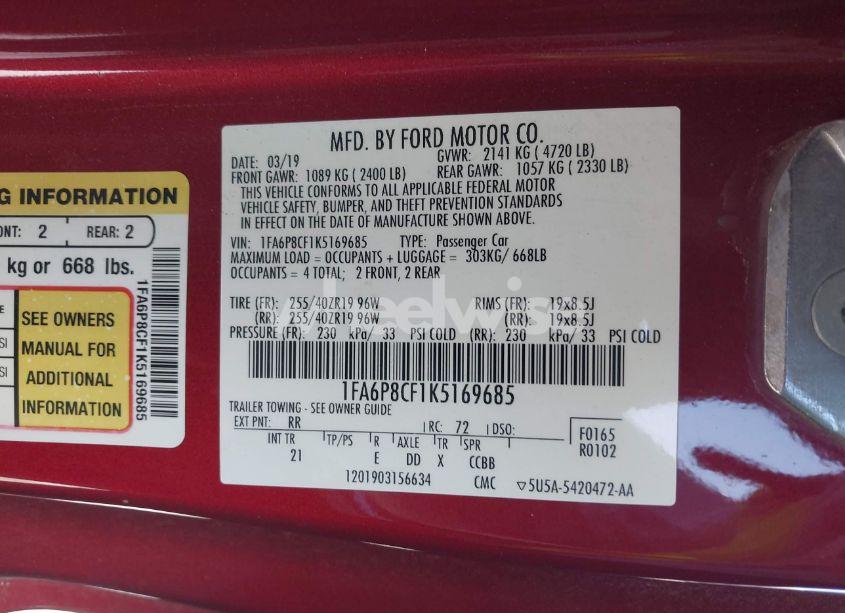 G INFORMATION
ONT: 2 REAR: 2
kg or 668 lbs.
SEE OWNERS
MANUAL FOR
ADDITIONAL
INFORMATION
1FA6P8CF1K5169685
MFD. BY FORD MOTOR CO.
DATE: 03/19 GVWR: 2141 KG ( 4720 LB)
FRONT GAWR: 1089 KG ( 2400 LB) REAR GAWR: 1057 KG ( 2330 LB)
THIS VEHICLE CONFORMS TO ALL APPLICABLE FEDERAL MOTOR
VEHICLE SAFETY, BUMPER, AND THEFT PREVENTION STANDARDS
IN EFFECT ON THE DATE OF MANUFACTURE SHOWN ABOVE.
VIN: 1FA6P8CF1K5169685 TYPE: Passenger Car
MAXIMUM LOAD = OCCUPANTS + LUGGAGE = 303KG/ 668LB
OCCUPANTS = 4 TOTAL; 2 FRONT, 2 REAR
TIRE (FR): 255/40ZR19 96W RIMS (FR): 19x8.5J
(RR): 255/40ZR19 96W (RR): 19x8.5J
PRESSURE (FR): 230 kPa/ 33 PSI COLD (RR): 230 kPa/ 33 PSI COLD
1FA6P8CF1K5169685
TRAILER TOWING - SEE OWNER GUIDE
EXT PNT: RR RC: 72 DSO: F0165
R0102
INT TR TP/PS R AXLE TR SPR
21 E DD X CCBB
1201903156634 CMC ▽5U5A-5420472-AA